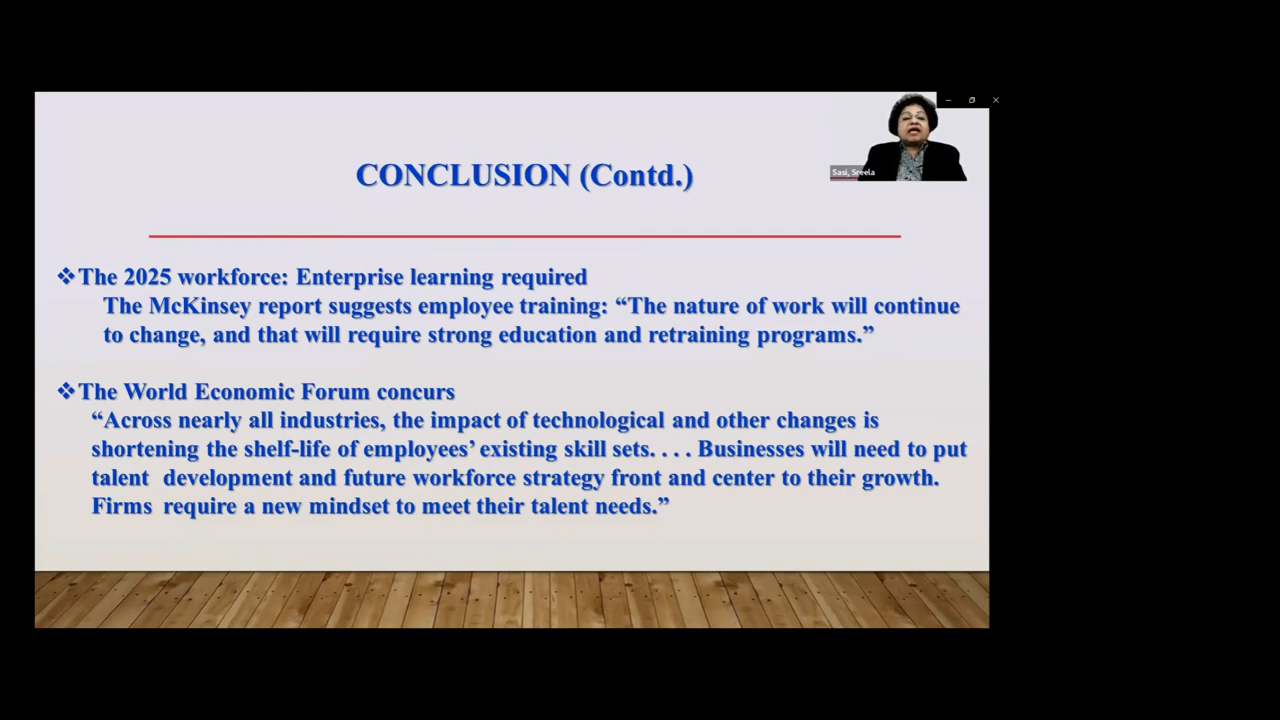 CONCLUSION (Contd.)
Sasi, Sreela
❖The 2025 workforce: Enterprise learning required
The McKinsey report suggests employee training: “The nature of work will continue
to change, and that will require strong education and retraining programs.”
❖The World Economic Forum concurs
“Across nearly all industries, the impact of technological and other changes is
shortening the shelf-life of employees’ existing skill sets. . . . Businesses will need to put
talent development and future workforce strategy front and center to their growth.
Firms require a new mindset to meet their talent needs.”